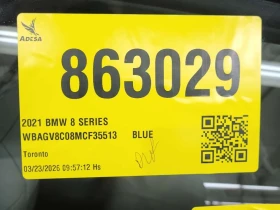 ADESA
863029
2021 BMW 8 SERIES
WBAGV8C08MCF35513 BLUE
Toronto
03/23/2026 09:57:12 Hs